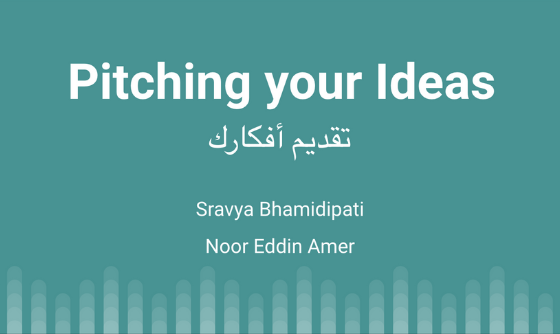 Pitching your Ideas
تقديم أفكارك
Sravya Bhamidipati
Noor Eddin Amer